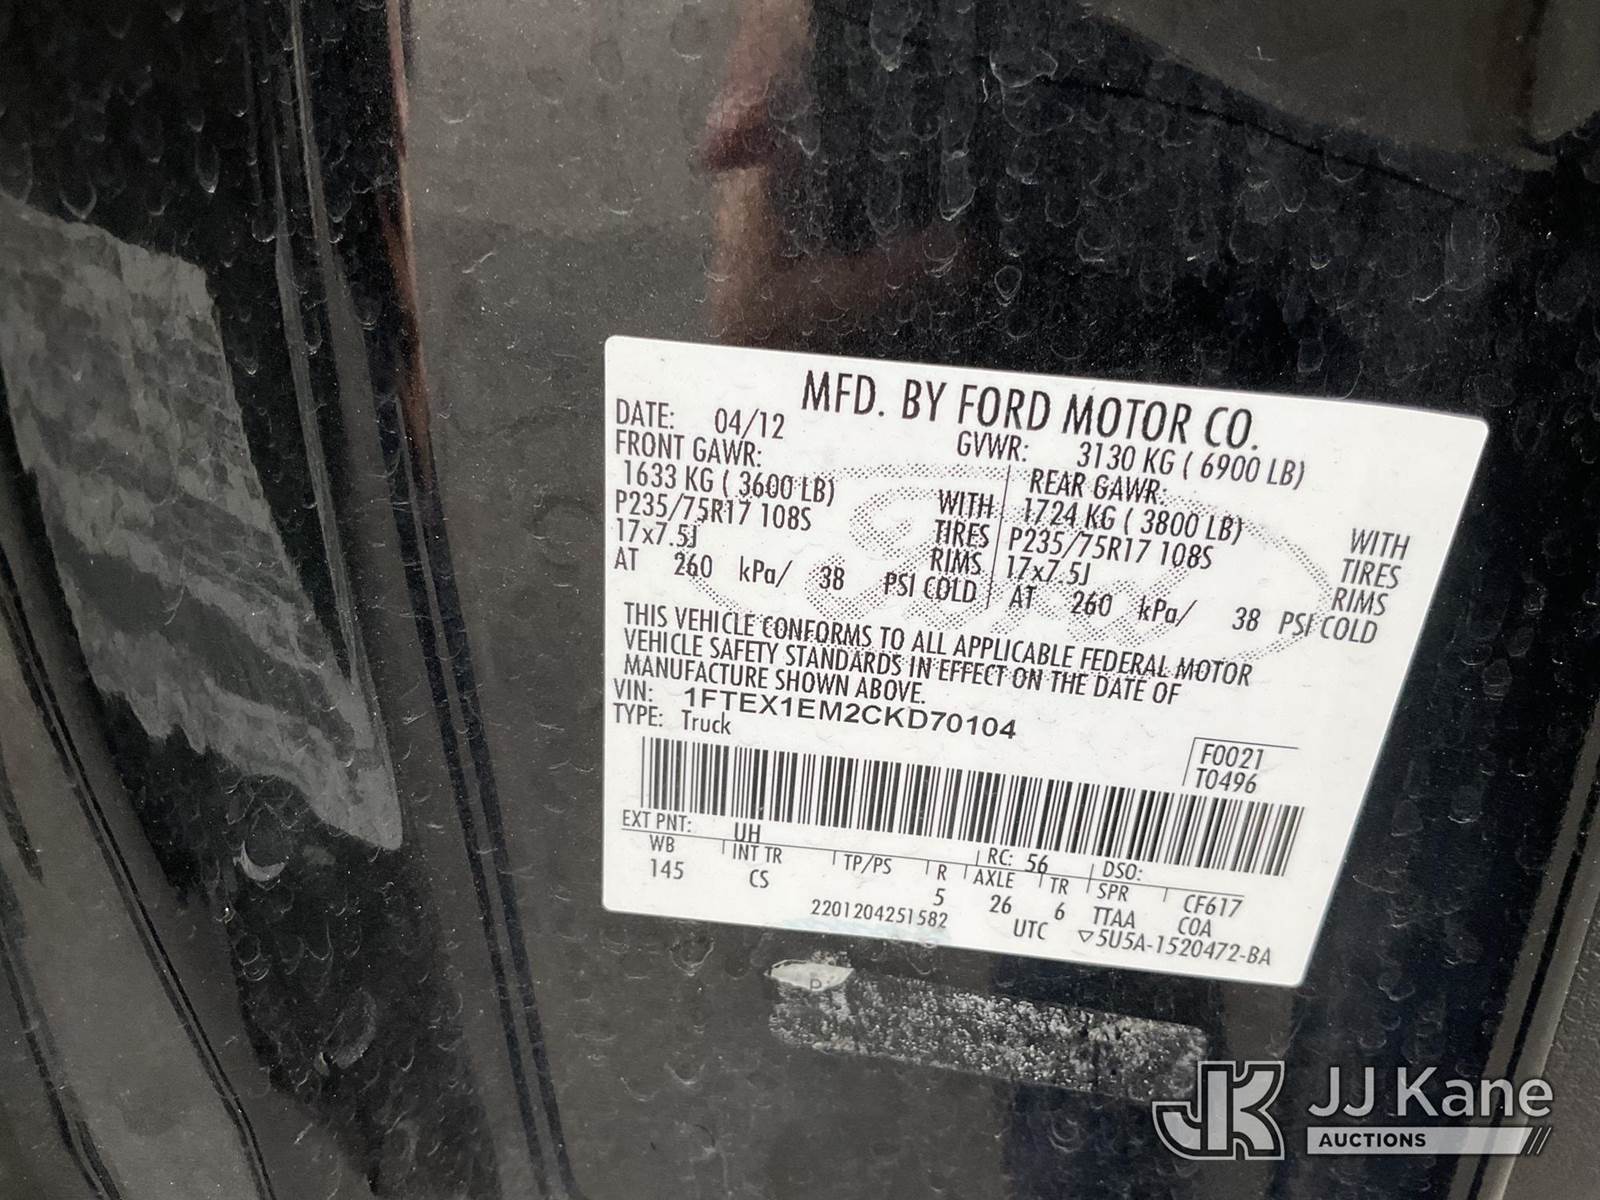 MFD. BY FORD MOTOR CO.
DATE: 04/12 GVWR: 3130 KG ( 6900 LB)
FRONT GAWR: REAR GAWR:
1633 KG ( 3600 LB) WITH 1724 KG ( 3800 LB) WITH
P235/75R17 108S TIRES P235/75R17 108S TIRES
17x7.5J RIMS 17x7.5J RIMS
AT 260 kPa/ 38 PSI COLD AT 260 kPa/ 38 PSI COLD
THIS VEHICLE CONFORMS TO ALL APPLICABLE FEDERAL MOTOR
VEHICLE SAFETY STANDARDS IN EFFECT ON THE DATE OF
MANUFACTURE SHOWN ABOVE.
VIN: 1FTEX1EM2CKD70104
TYPE: Truck
F0021
T0496
EXT PNT: UH RC: 56 DSO:
WB INT TR TP/PS R AXLE TR SPR CF617
145 CS 5 26 6 TTAA COA
2201204251582 UTC ▽5U5A-1520472-BA
JK JJ Kane
AUCTIONS